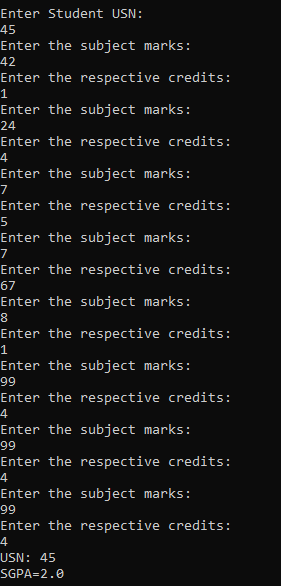 Enter Student USN:
45
Enter the subject marks:
42
Enter the respective credits:
1
Enter the subject marks:
24
Enter the respective credits:
4
Enter the subject marks:
7
Enter the respective credits:
5
Enter the subject marks:
7
Enter the respective credits:
67
Enter the subject marks:
8
Enter the respective credits:
1
Enter the subject marks:
99
Enter the respective credits:
4
Enter the subject marks:
99
Enter the respective credits:
4
Enter the subject marks:
99
Enter the respective credits:
4
USN: 45
SGPA=2.0